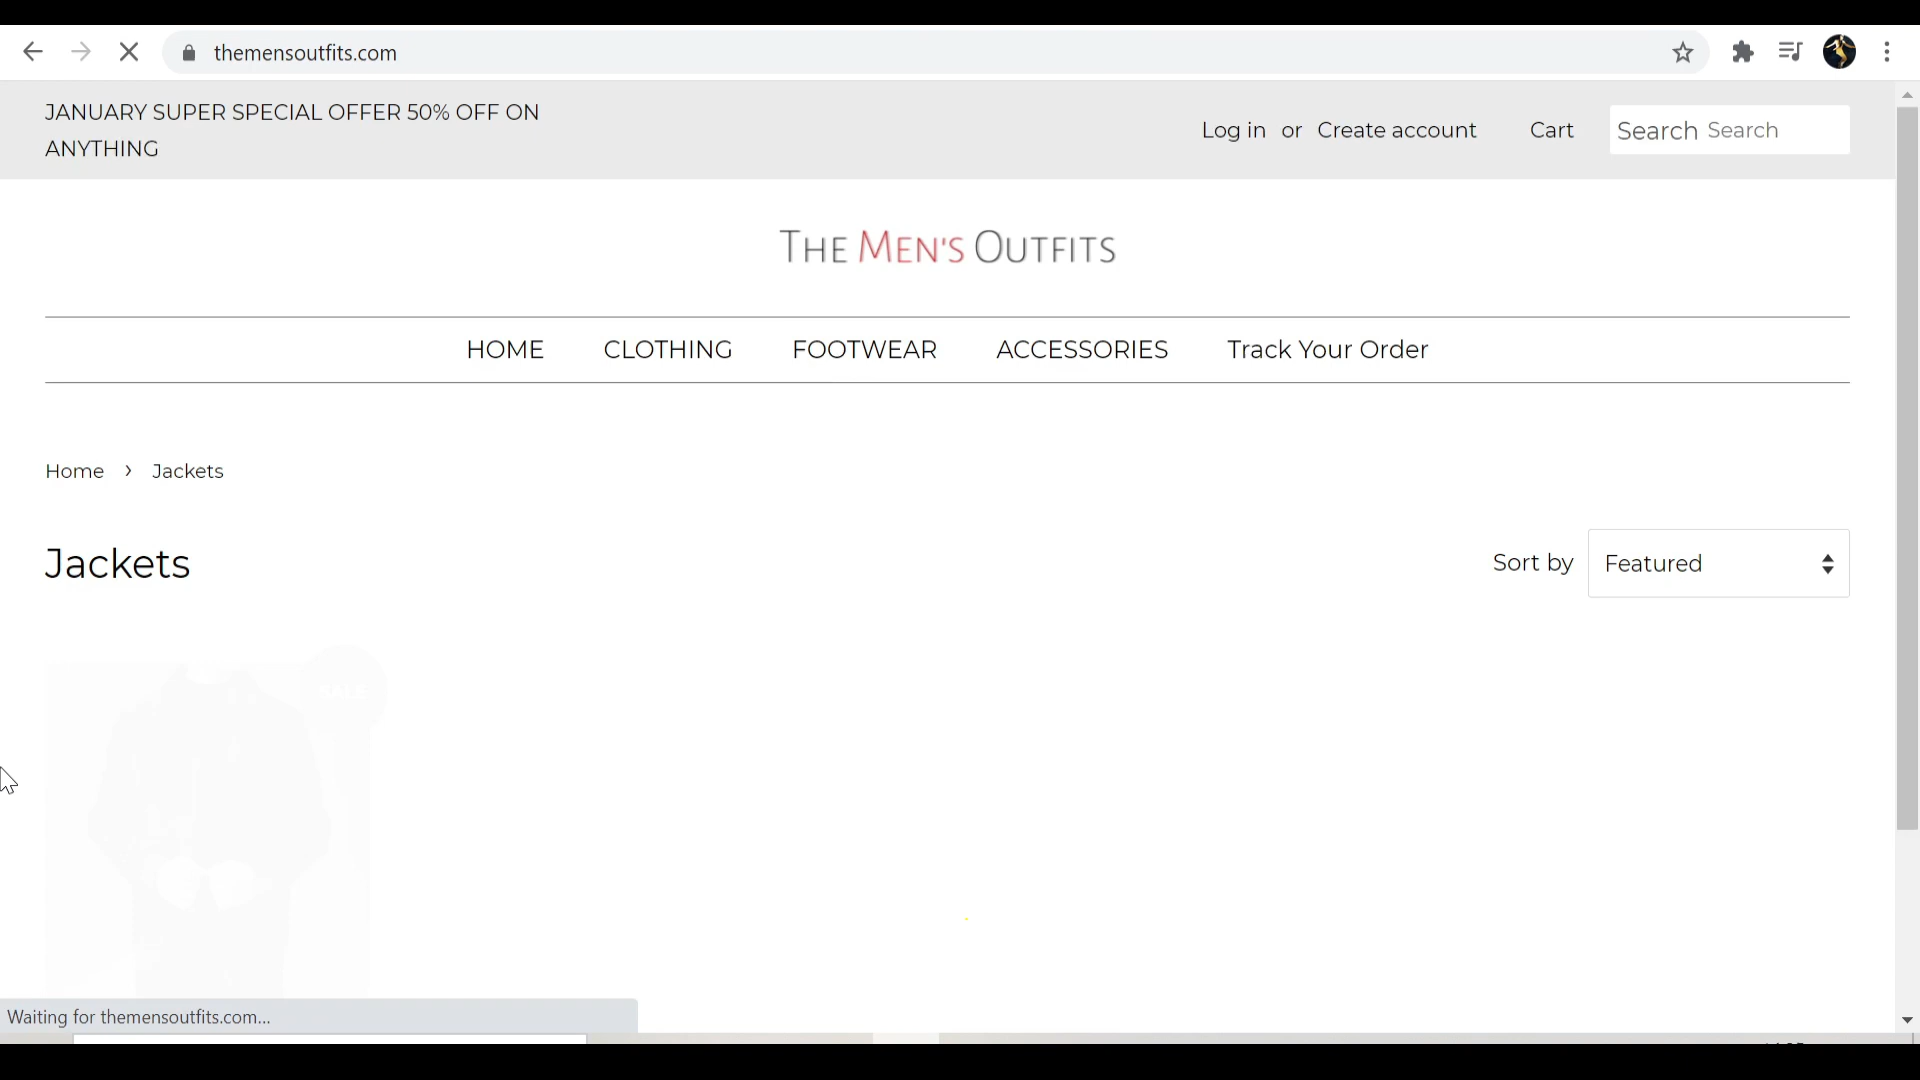 themensoutfits.com
JANUARY SUPER SPECIAL OFFER 50% OFF ON
ANYTHING
Log in or Create account Cart Search Search
THE MEN'S OUTFITS
HOME CLOTHING FOOTWEAR ACCESSORIES Track Your Order
Home › Jackets
Jackets
Sort by Featured
SALE
Waiting for themensoutfits.com...